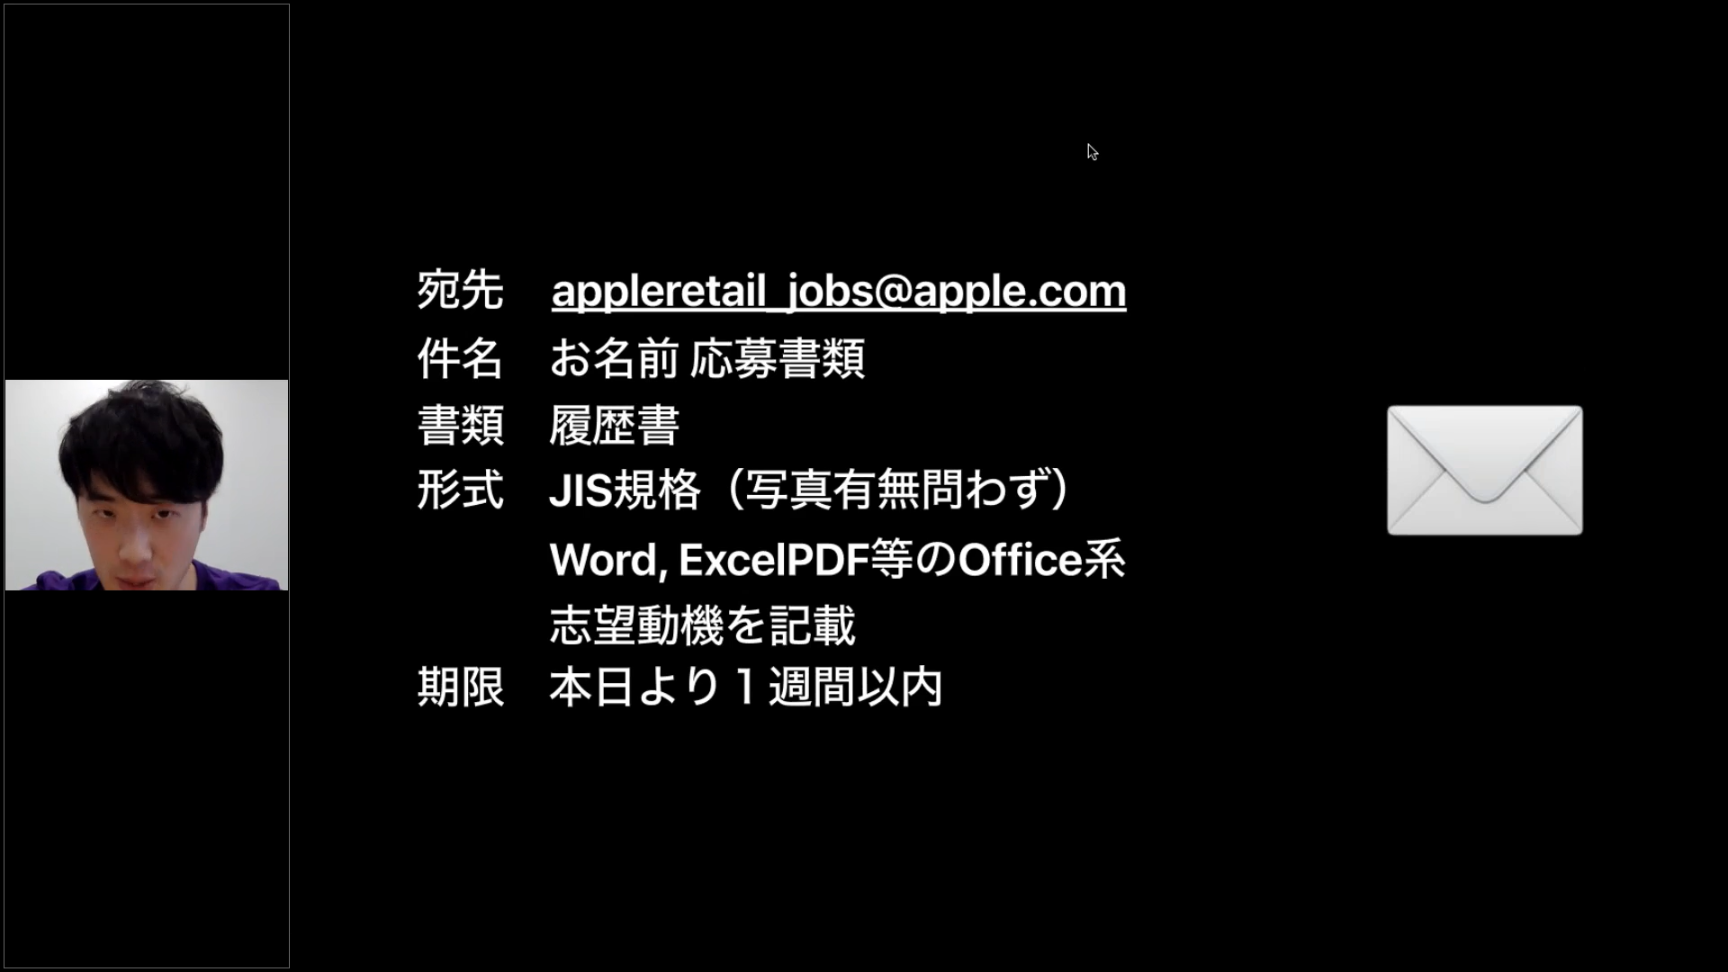 宛先 appleretail_jobs@apple.com
件名 お名前 応募書類
書類 履歴書
形式 JIS規格（写真有無問わず）
Word, ExcelPDF等のOffice系
志望動機を記載
期限 本日より１週間以内